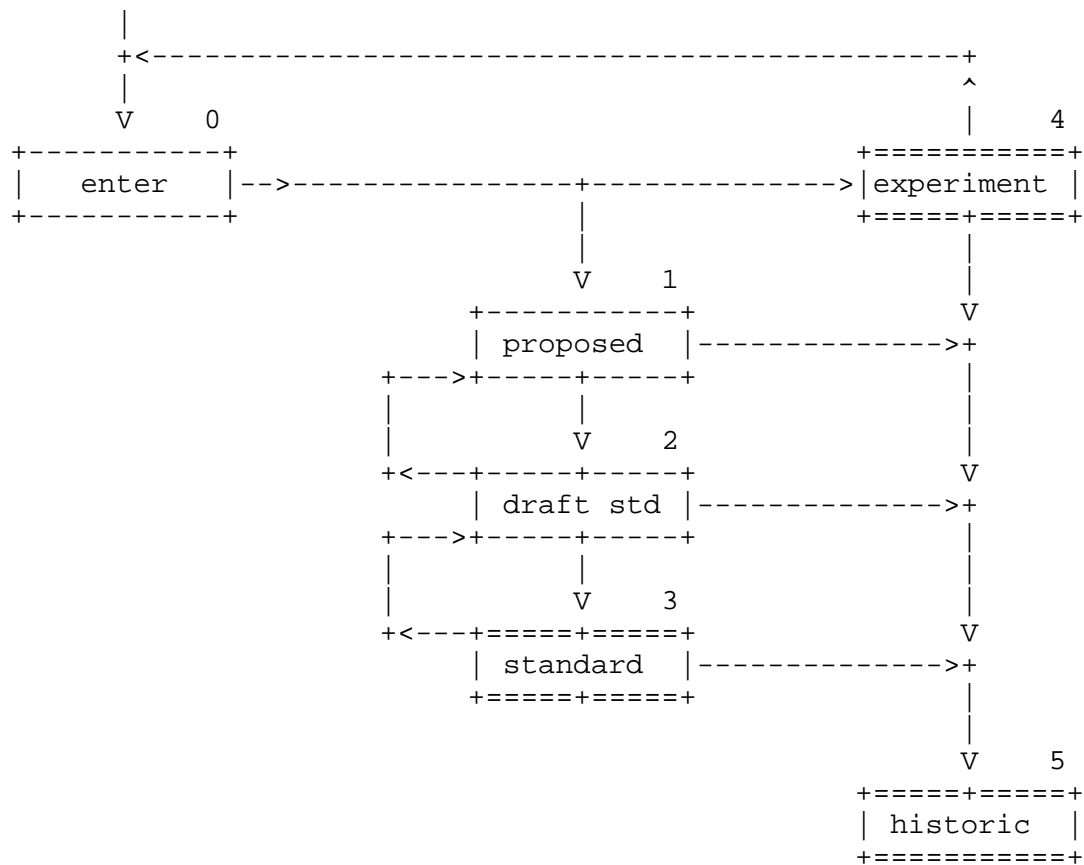 0
4
enter
experiment
1
proposed
2
draft std
3
standard
5
historic